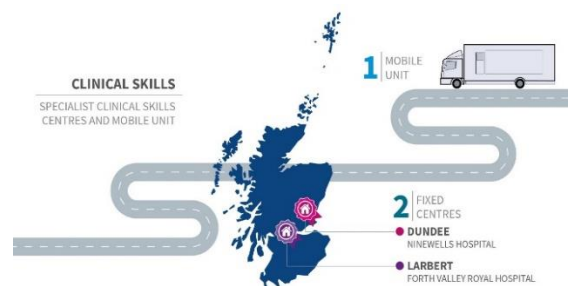 CLINICAL SKILLS
SPECIALIST CLINICAL SKILLS
CENTRES AND MOBILE UNIT
1 MOBILE
UNIT
2 FIXED
CENTRES
DUNDEE
NINEWELLS HOSPITAL
LARBERT
FORTH VALLEY ROYAL HOSPITAL